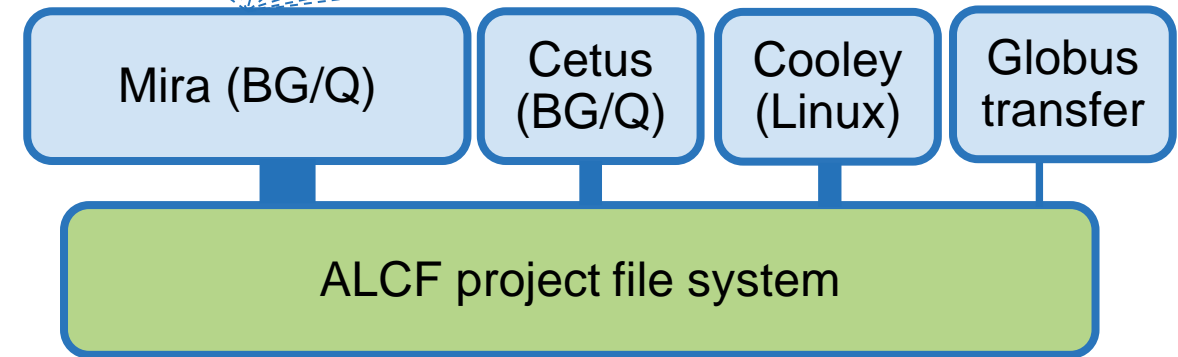 Mira (BG/Q)
Cetus
(BG/Q)
Cooley
(Linux)
Globus
transfer
ALCF project file system